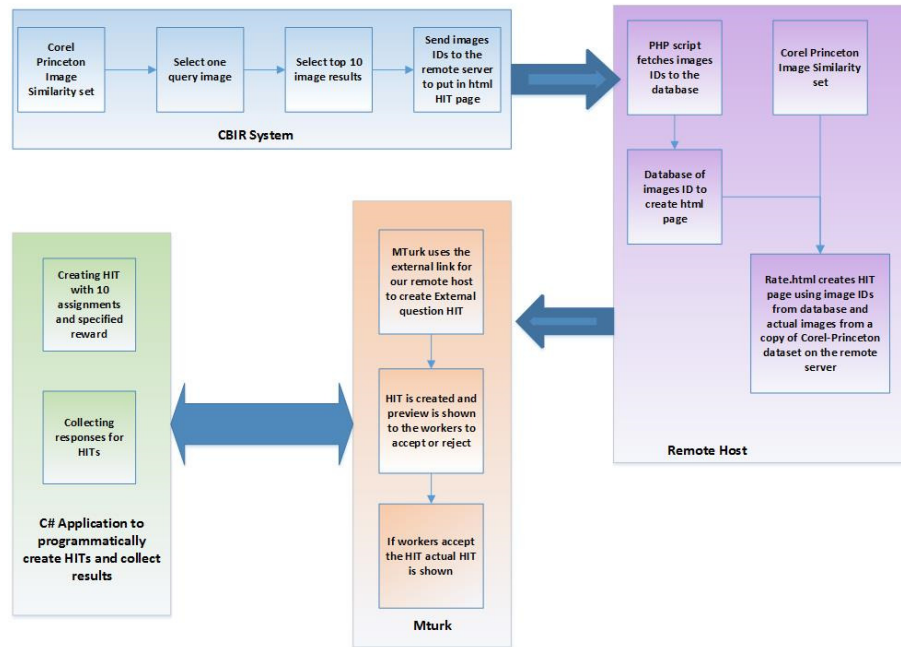 Corel
Princeton
Image
Similarity set
Select one
query image
Select top 10
image results
Send images
IDs to the
remote server
to put in html
HIT page
CBIR System
PHP script
fetches images
IDs to the
database
Corel Princeton
Image Similarity
set
Database of
images ID to
create html
page
Rate.html creates HIT
page using image IDs
from database and
actual images from a
copy of Corel-Princeton
dataset on the remote
server
Remote Host
MTurk uses the
external link for
our remote host
to create External
question HIT
HIT is created and
preview is shown
to the workers to
accept or reject
If workers accept
the HIT actual HIT
is shown
Mturk
Creating HIT
with 10
assignments
and specified
reward
Collecting
responses for
HITs
C# Application to
programmatically
create HITs and collect
results